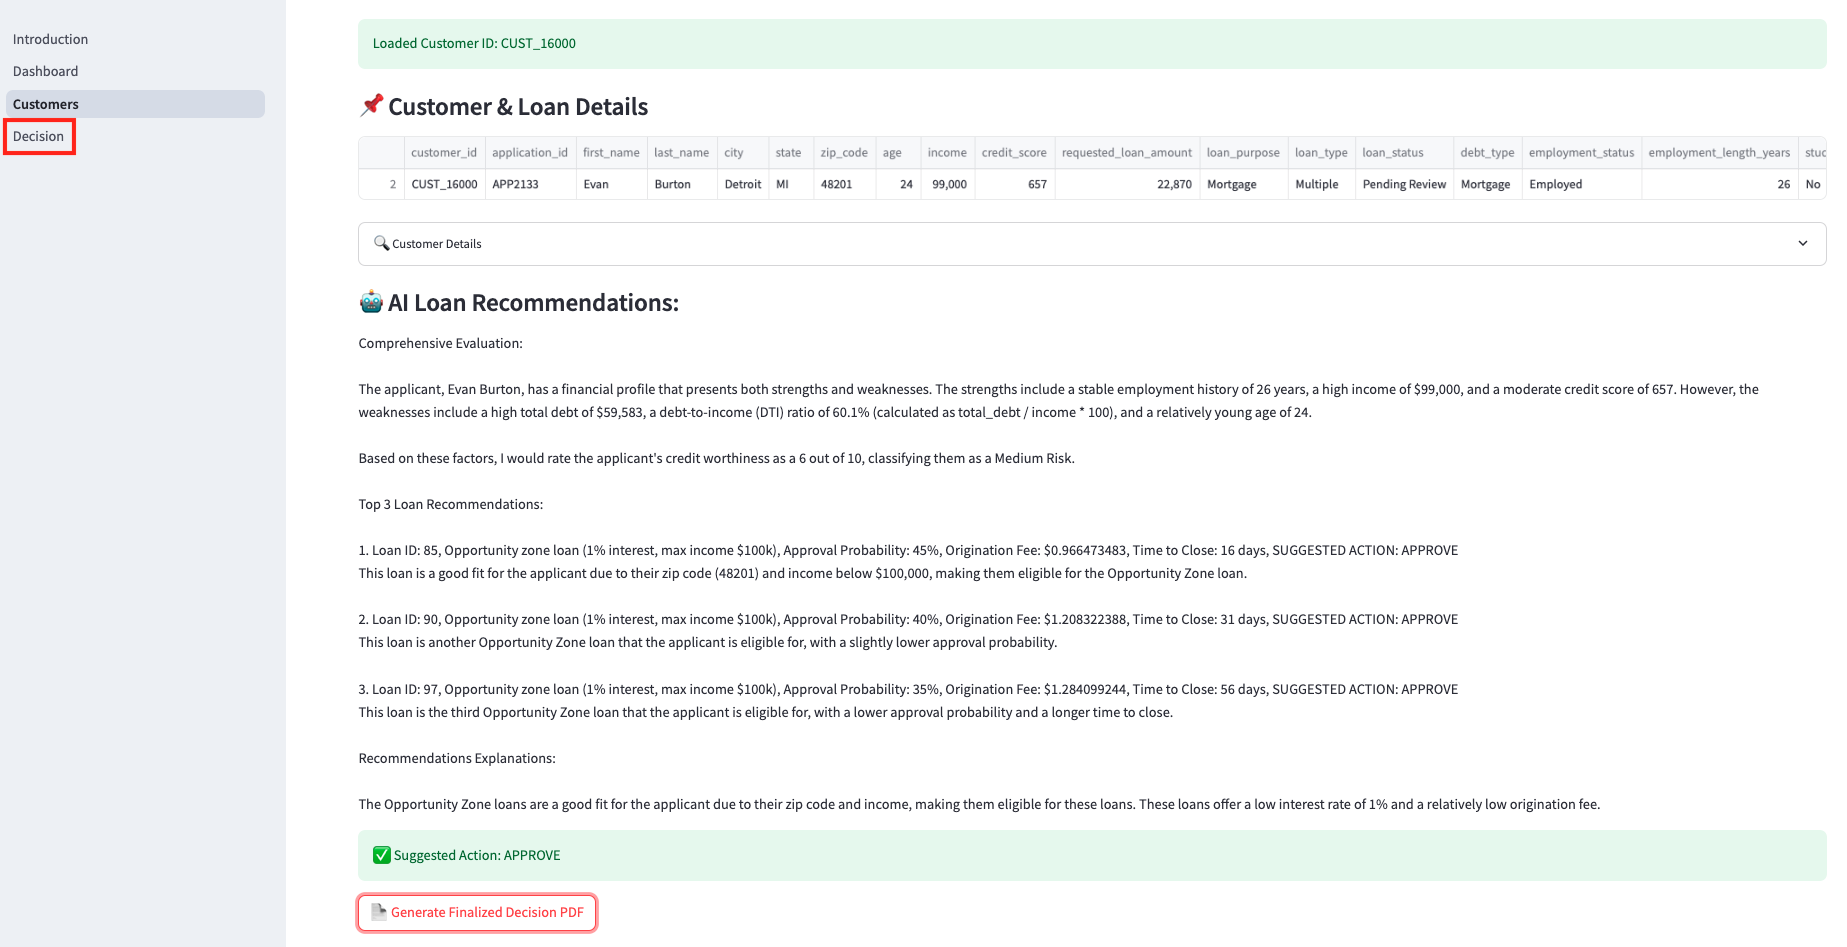 Introduction
Dashboard
Customers
Decision
Loaded Customer ID: CUST_16000
Customer & Loan Details
customer_id application_id first_name last_name city state zip_code age income credit_score requested_loan_amount loan_purpose loan_type loan_status debt_type employment_status employment_length_years stuc
2 CUST_16000 APP2133 Evan Burton Detroit MI 48201 24 99,000 657 22,870 Mortgage Multiple Pending Review Mortgage Employed 26 No
Customer Details
AI Loan Recommendations:
Comprehensive Evaluation:
The applicant, Evan Burton, has a financial profile that presents both strengths and weaknesses. The strengths include a stable employment history of 26 years, a high income of $99,000, and a moderate credit score of 657. However, the
weaknesses include a high total debt of $59,583, a debt-to-income (DTI) ratio of 60.1% (calculated as total_debt / income * 100), and a relatively young age of 24.
Based on these factors, I would rate the applicant's credit worthiness as a 6 out of 10, classifying them as a Medium Risk.
Top 3 Loan Recommendations:
1. Loan ID: 85, Opportunity zone loan (1% interest, max income $100k), Approval Probability: 45%, Origination Fee: $0.966473483, Time to Close: 16 days, SUGGESTED ACTION: APPROVE
This loan is a good fit for the applicant due to their zip code (48201) and income below $100,000, making them eligible for the Opportunity Zone loan.
2. Loan ID: 90, Opportunity zone loan (1% interest, max income $100k), Approval Probability: 40%, Origination Fee: $1.208322388, Time to Close: 31 days, SUGGESTED ACTION: APPROVE
This loan is another Opportunity Zone loan that the applicant is eligible for, with a slightly lower approval probability.
3. Loan ID: 97, Opportunity zone loan (1% interest, max income $100k), Approval Probability: 35%, Origination Fee: $1.284099244, Time to Close: 56 days, SUGGESTED ACTION: APPROVE
This loan is the third Opportunity Zone loan that the applicant is eligible for, with a lower approval probability and a longer time to close.
Recommendations Explanations:
The Opportunity Zone loans are a good fit for the applicant due to their zip code and income, making them eligible for these loans. These loans offer a low interest rate of 1% and a relatively low origination fee.
Suggested Action: APPROVE
Generate Finalized Decision PDF